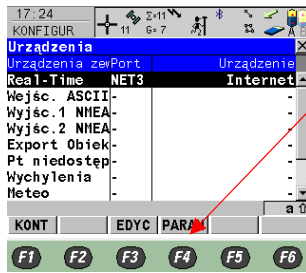 17:24
KONFIGUR
11
Σ=11
G= 7
A
B
Urządzenia
Urządzenia zew Port Urządzenie
Real-Time NET3 Internet
Wejśc. ASCII - -
Wyjśc.1 NMEA - -
Wyjśc.2 NMEA - -
Export Obiek - -
Pt niedostęp - -
Wychylenia - -
Meteo - -
a
KONT EDYC PARAM
F1 F2 F3 F4 F5 F6